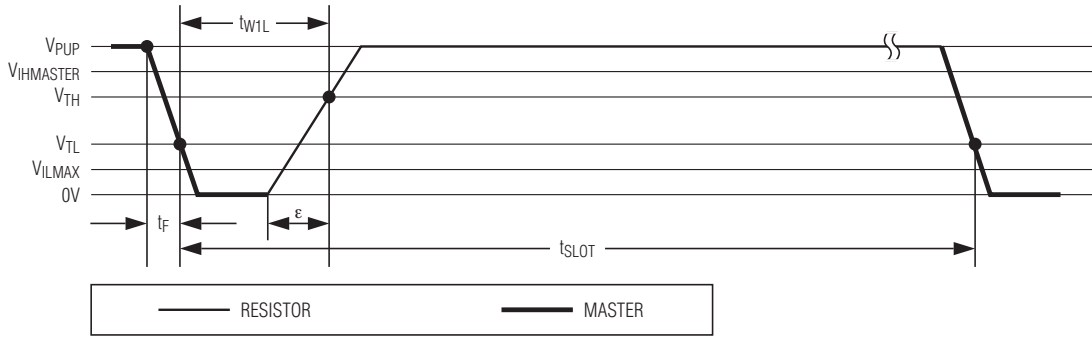 tW1L
VPUP
VIHMASTER
VTH
VTL
VILMAX
0V
tF
ε
tSLOT
RESISTOR MASTER